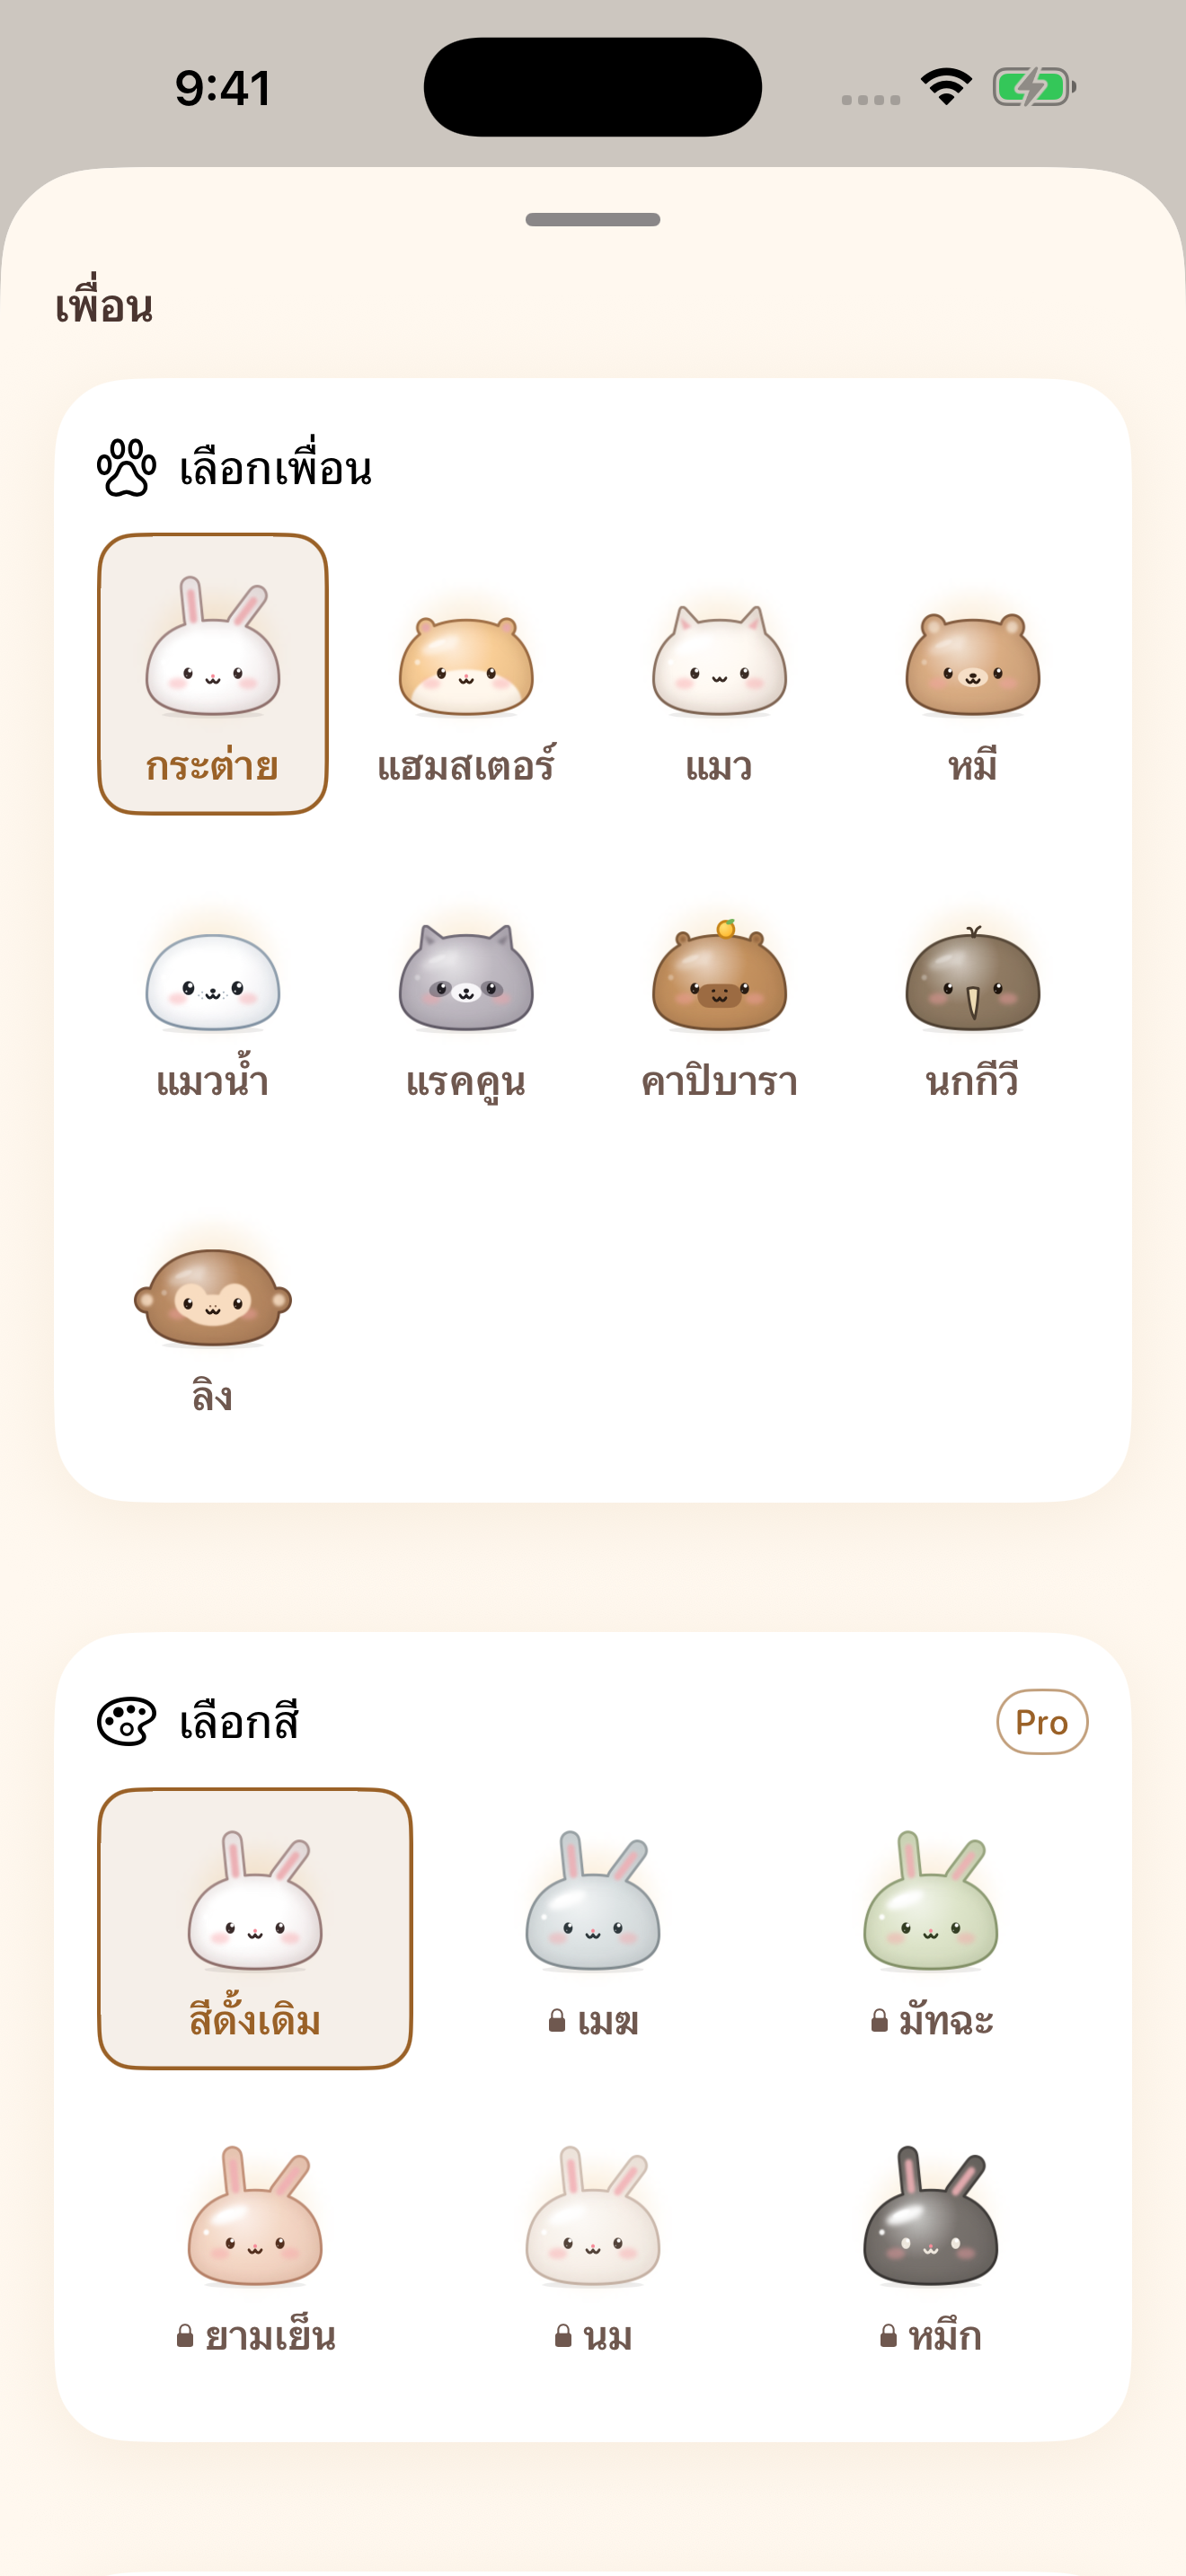 9:41
เพื่อน
เลือกเพื่อน
กระต่าย แฮมสเตอร์ แมว หมี
แมวน้ำ แรคคูน คาปิบารา นกกีวี
ลิง
เลือกสี Pro
สีดั้งเดิม เมฆ มัทฉะ
ยามเย็น นม หมึก